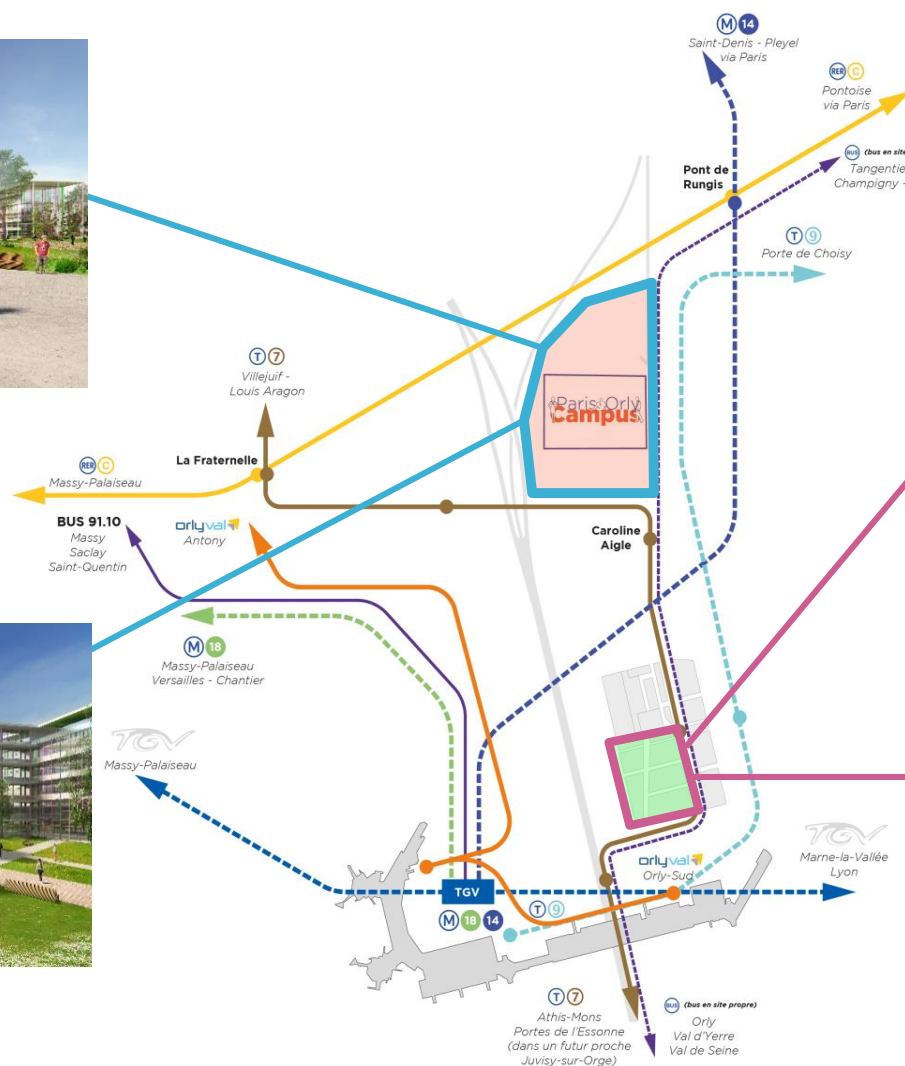 M 14
Saint-Denis - Pleyel
via Paris
RER C
Pontoise
via Paris
BUS (bus en site
Tangentie
Champigny -
Pont de
Rungis
T 9
Porte de Choisy
T 7
Villejuif -
Louis Aragon
Paris Orly
Campus
La Fraternelle
RER C
Massy-Palaiseau
BUS 91.10
Massy
Saclay
Saint-Quentin
orlyval
Antony
Caroline
Aigle
M 18
Massy-Palaiseau
Versailles - Chantier
TGV
Massy-Palaiseau
orlyval
Orly-Sud
TGV
Marne-la-Vallée
Lyon
TGV
M 18 14
T 9
T 7
Athis-Mons
Portes de l'Essonne
(dans un futur proche
Juvisy-sur-Orge)
BUS (bus en site propre)
Orly
Val d'Yerre
Val de Seine